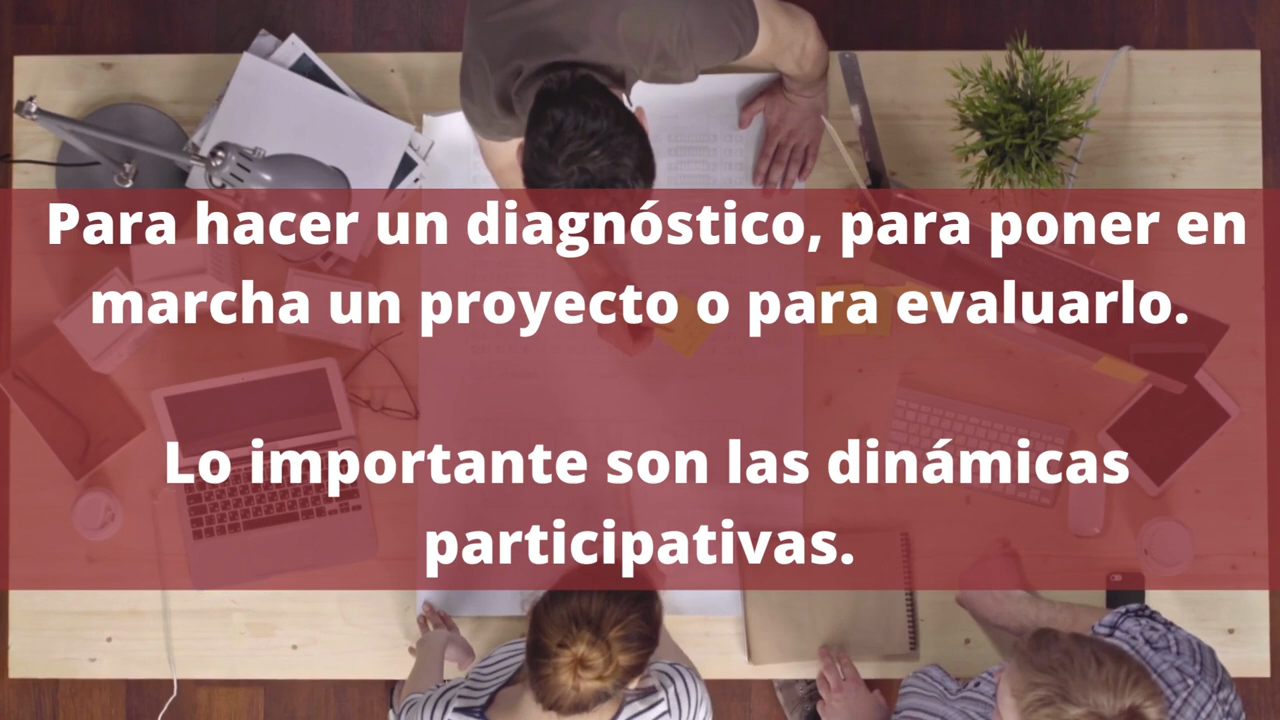 Para hacer un diagnóstico, para poner en
marcha un proyecto o para evaluarlo.
Lo importante son las dinámicas
participativas.